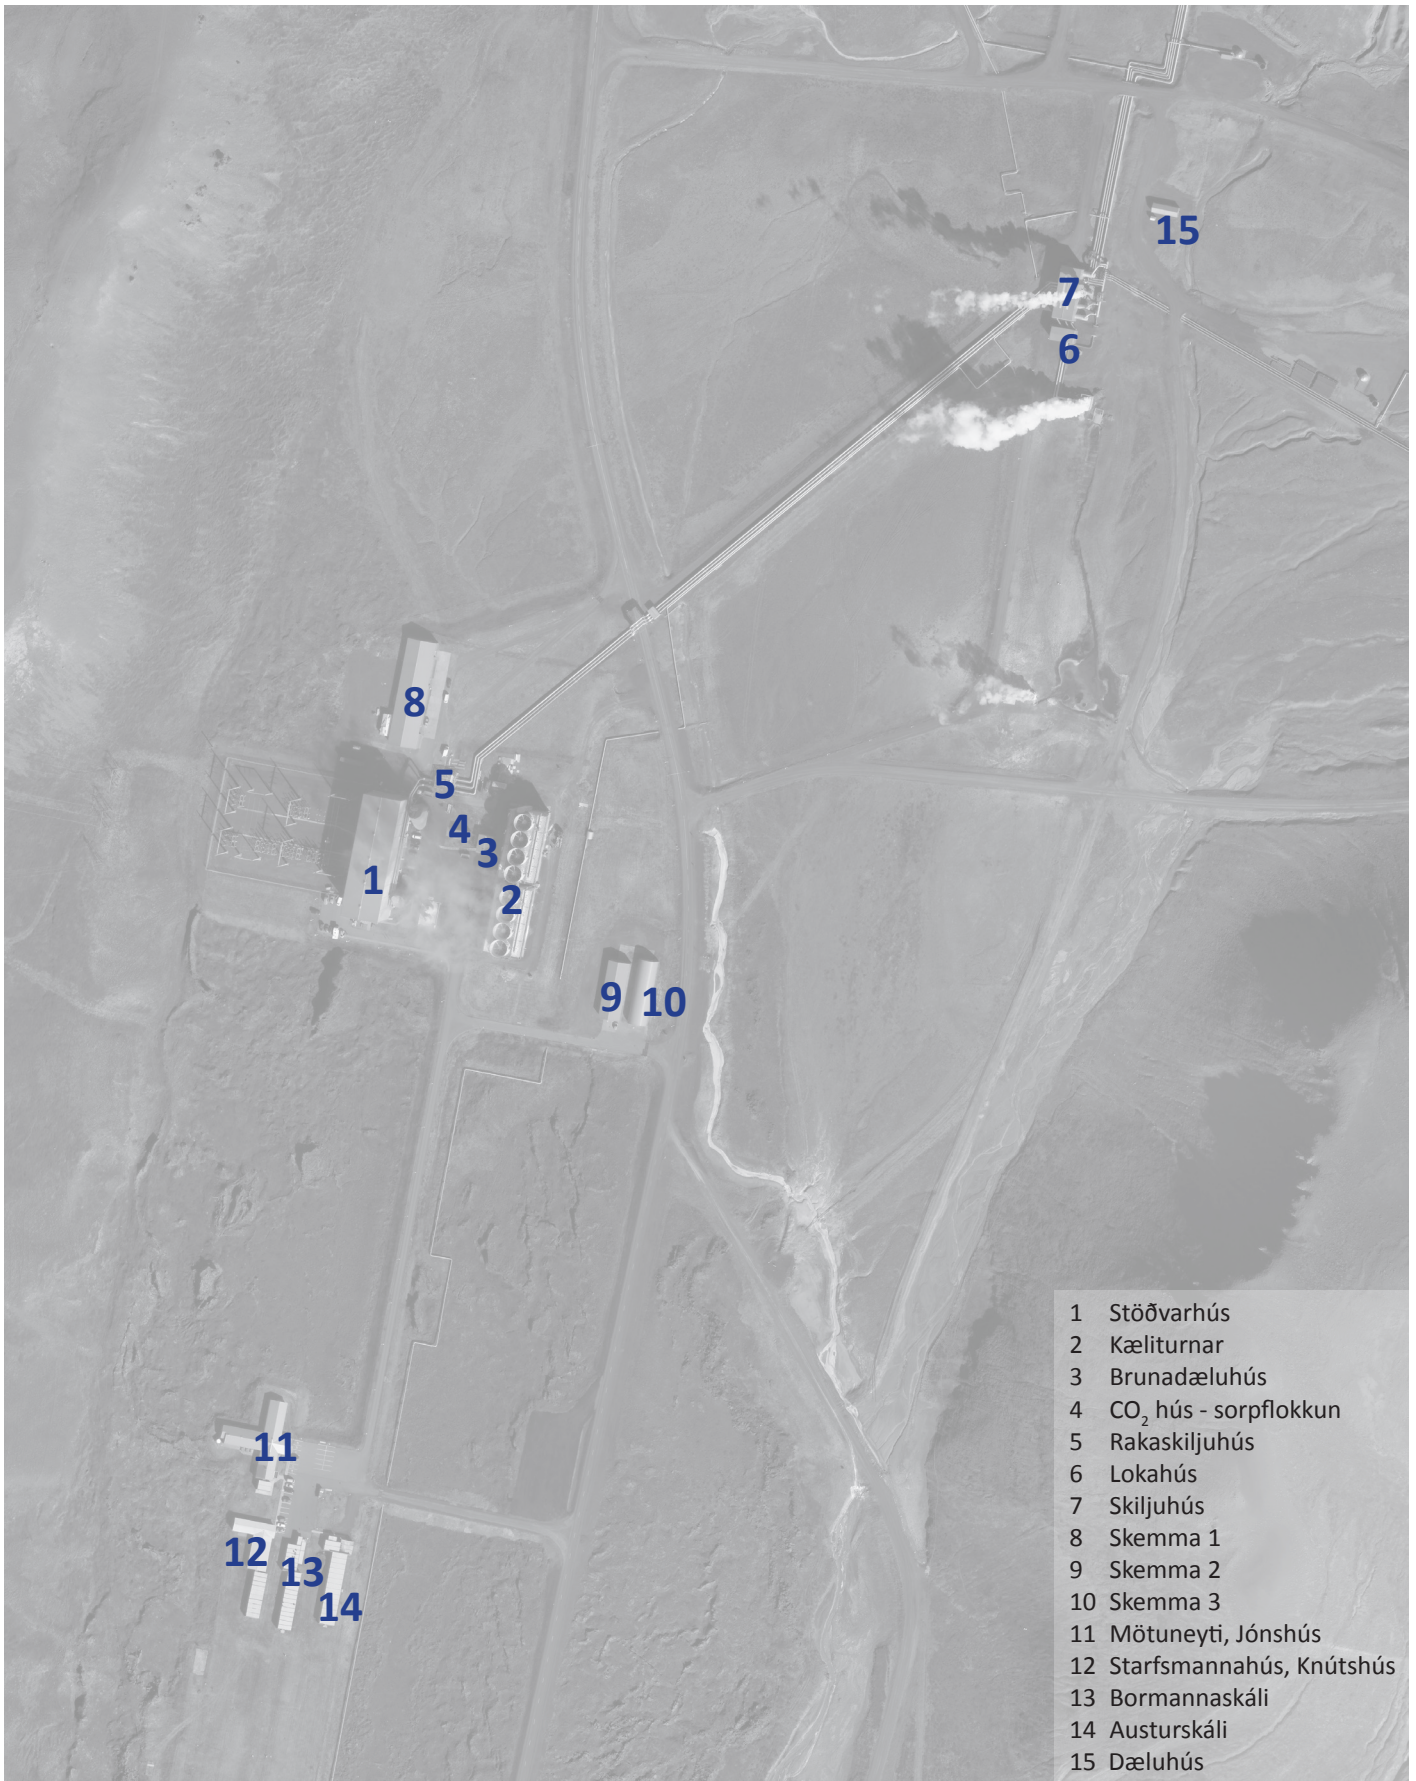 15
7
6
8
5
4
3
1
2
9
10
11
12
13
14
1 Stöðvarhús
2 Kæliturnar
3 Brunadæluhús
4 CO₂ hús - sorpflokkun
5 Rakaskiljuhús
6 Lokahús
7 Skiljuhús
8 Skemma 1
9 Skemma 2
10 Skemma 3
11 Mötuneyti, Jónshús
12 Starfsmannahús, Knútshús
13 Bormannaskáli
14 Austurskáli
15 Dæluhús